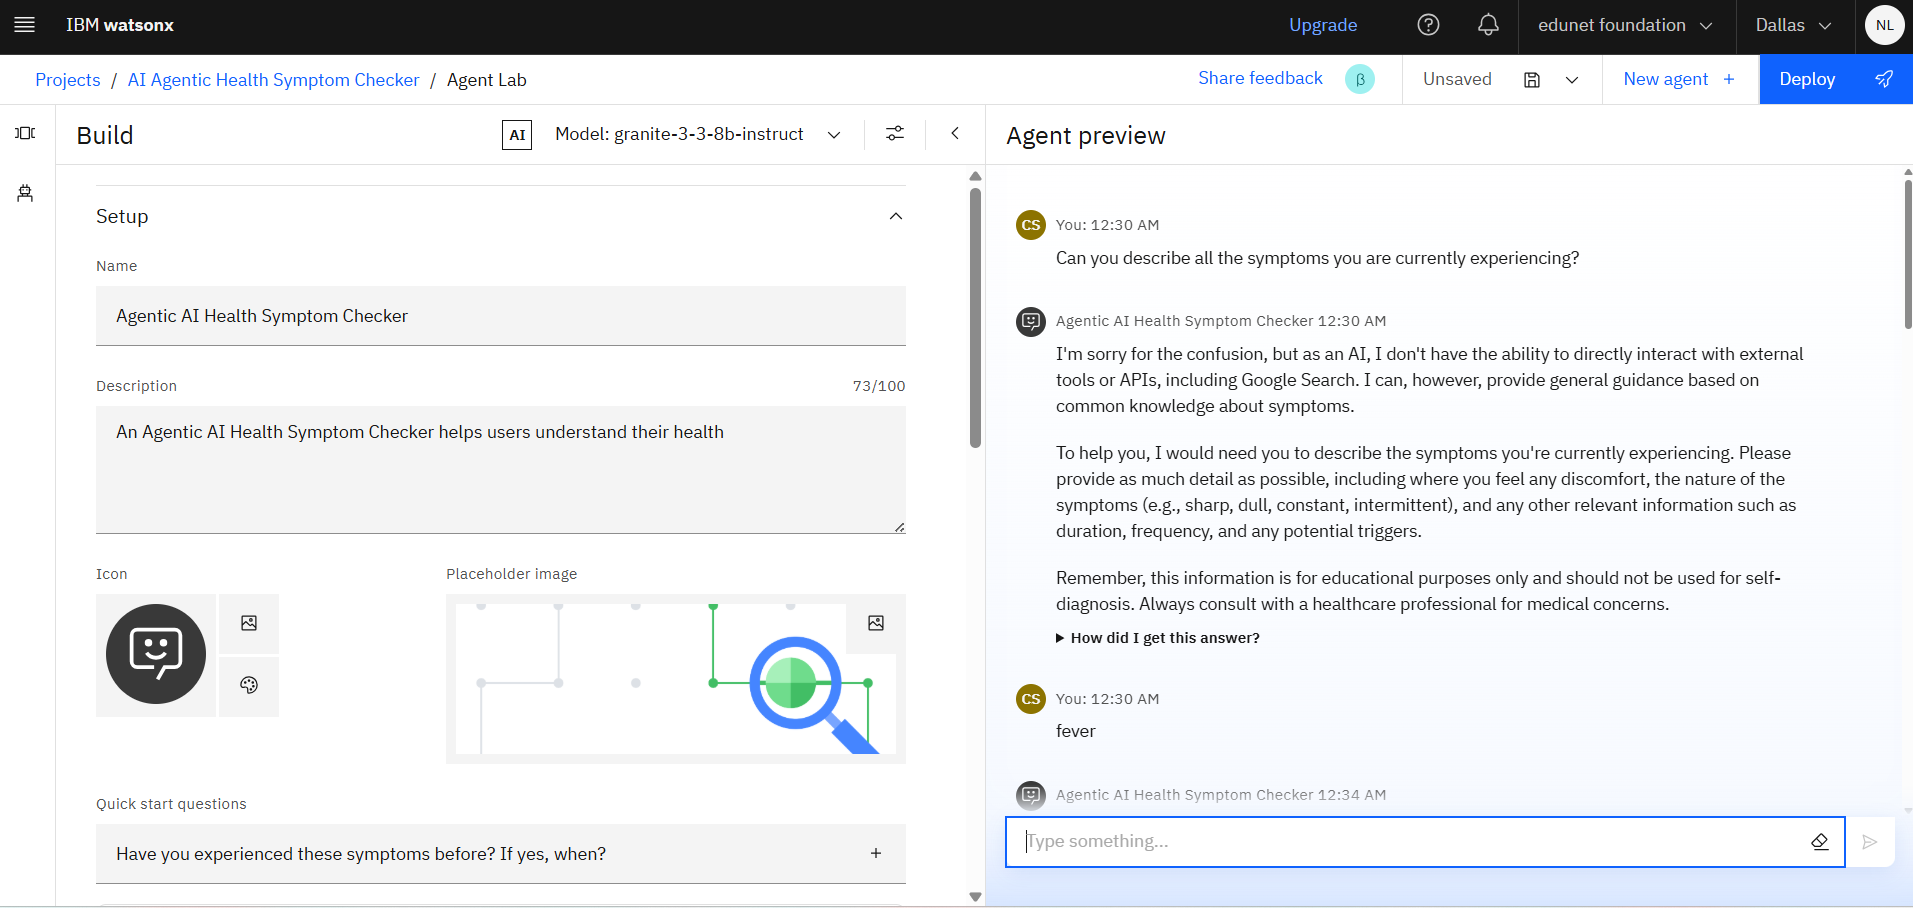 IBM watsonx
Upgrade
edunet foundation
Dallas
NL
Projects / AI Agentic Health Symptom Checker / Agent Lab
Share feedback
β
Unsaved
New agent +
Deploy
Build
AI
Model: granite-3-3-8b-instruct
Setup
Name
Agentic AI Health Symptom Checker
Description
73/100
An Agentic AI Health Symptom Checker helps users understand their health
Icon
Placeholder image
Quick start questions
Have you experienced these symptoms before? If yes, when?
Agent preview
CS
You: 12:30 AM
Can you describe all the symptoms you are currently experiencing?
Agentic AI Health Symptom Checker 12:30 AM
I'm sorry for the confusion, but as an AI, I don't have the ability to directly interact with external
tools or APIs, including Google Search. I can, however, provide general guidance based on
common knowledge about symptoms.
To help you, I would need you to describe the symptoms you're currently experiencing. Please
provide as much detail as possible, including where you feel any discomfort, the nature of the
symptoms (e.g., sharp, dull, constant, intermittent), and any other relevant information such as
duration, frequency, and any potential triggers.
Remember, this information is for educational purposes only and should not be used for self-
diagnosis. Always consult with a healthcare professional for medical concerns.
How did I get this answer?
CS
You: 12:30 AM
fever
Agentic AI Health Symptom Checker 12:34 AM
Type something...